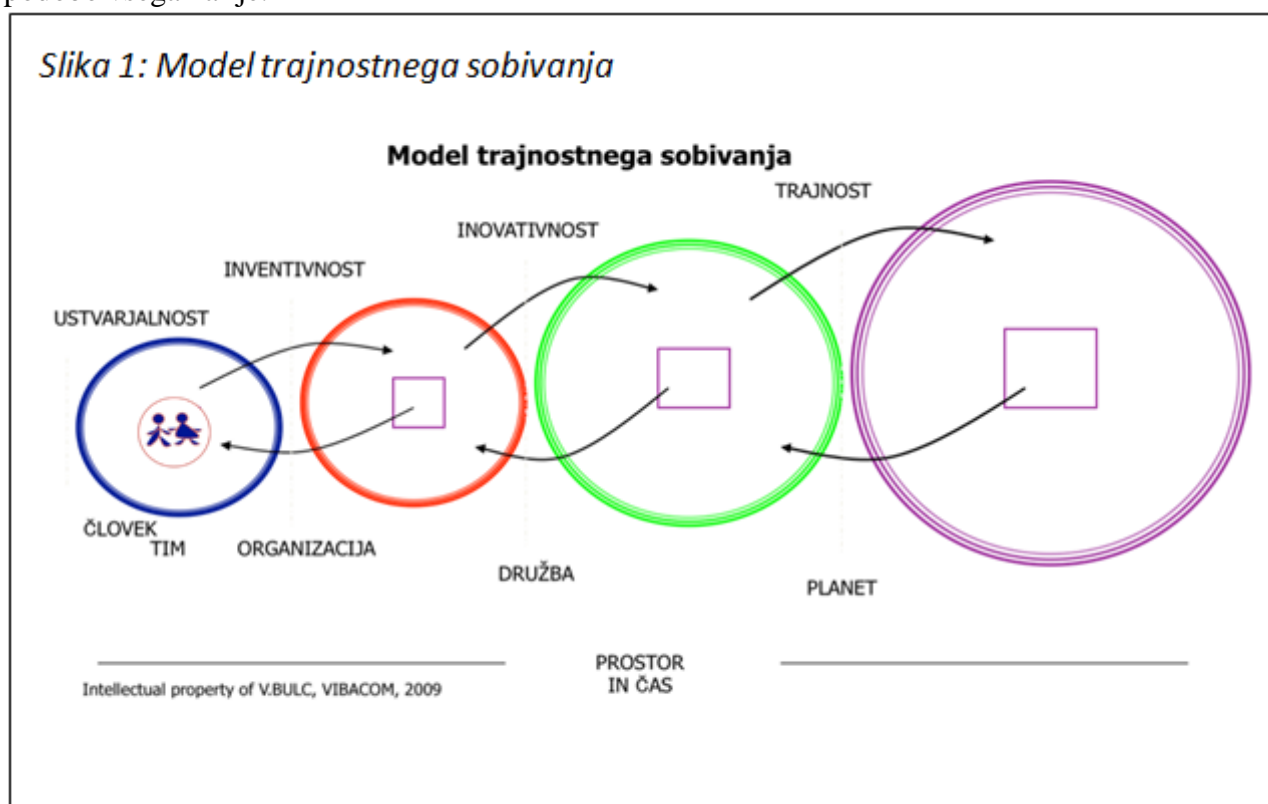 Slika 1: Model trajnostnega sobivanja
Model trajnostnega sobivanja
TRAJNOST
INOVATIVNOST
INVENTIVNOST
USTVARJALNOST
ČLOVEK
TIM
ORGANIZACIJA
DRUŽBA
PLANET
PROSTOR
IN ČAS
Intellectual property of V.BULC, VIBACOM, 2009